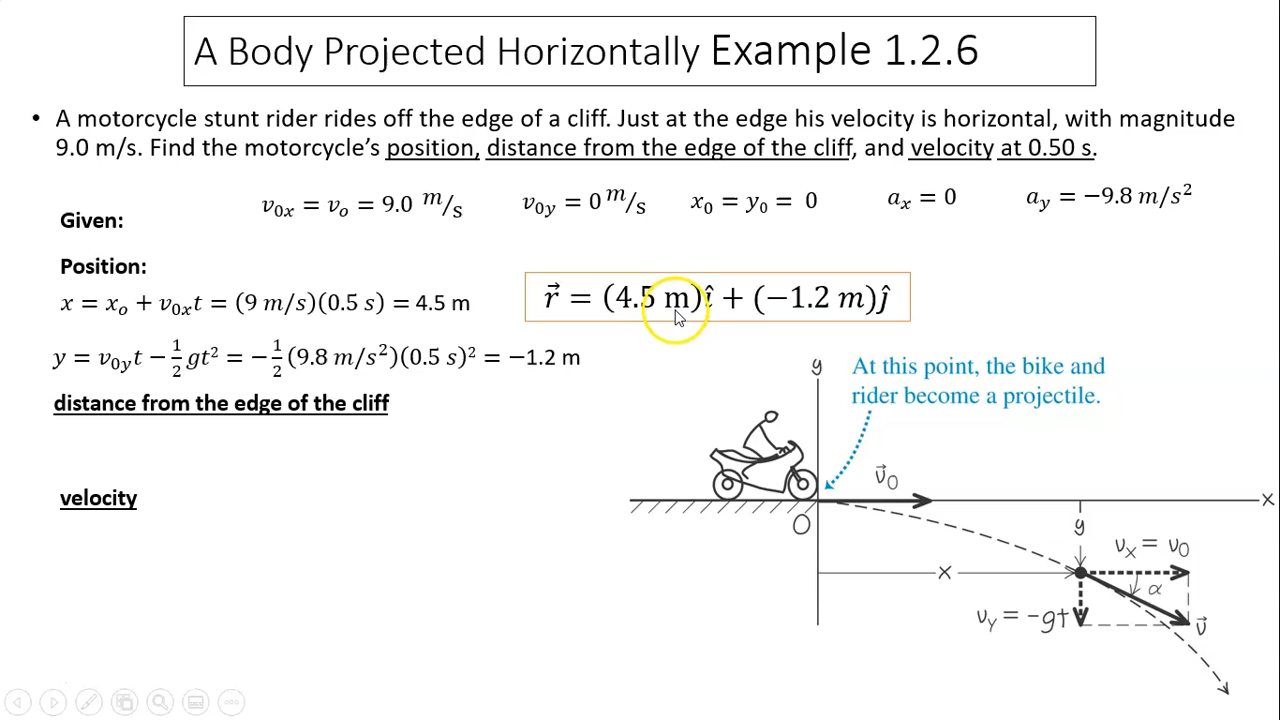 A Body Projected Horizontally Example 1.2.6
• A motorcycle stunt rider rides off the edge of a cliff. Just at the edge his velocity is horizontal, with magnitude
9.0 m/s. Find the motorcycle’s position, distance from the edge of the cliff, and velocity at 0.50 s.
Given:
v₀ₓ = vₒ = 9.0 m/s
v₀y = 0 m/s
x₀ = y₀ = 0
aₓ = 0
ay = −9.8 m/s²
Position:
x = xₒ + v₀ₓt = (9 m/s)(0.5 s) = 4.5 m
r⃗ = (4.5 m)î + (−1.2 m)ĵ
y = v₀yt − ½gt² = −½(9.8 m/s²)(0.5 s)² = −1.2 m
distance from the edge of the cliff
velocity
y
At this point, the bike and
rider become a projectile.
v⃗₀
x
O
y
x
vₓ = v₀
α
vy = −gt
v⃗